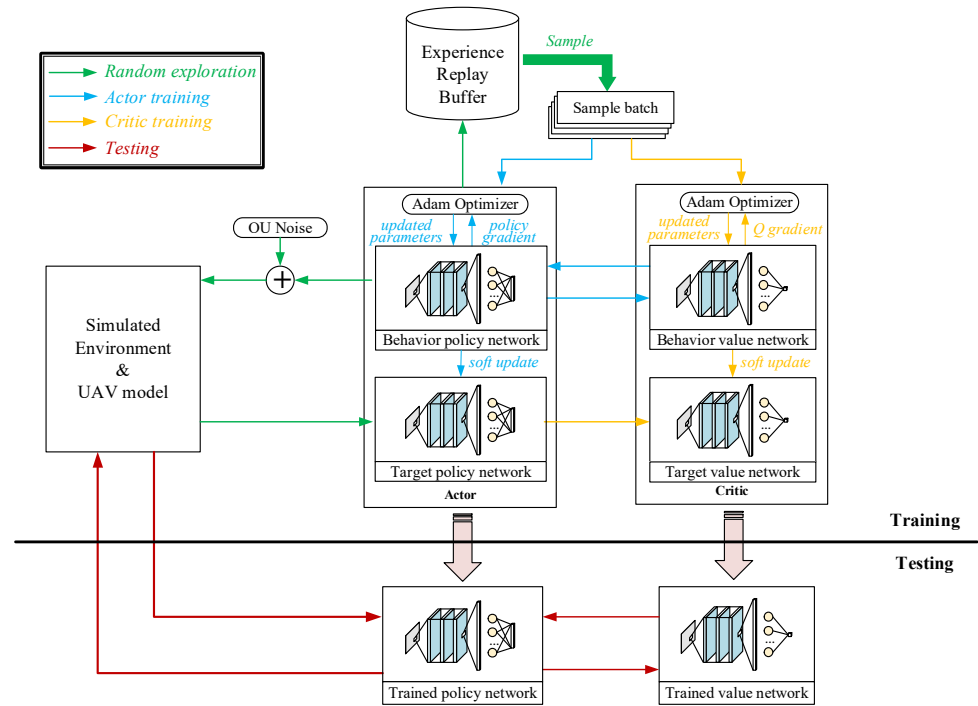 Random exploration
Actor training
Critic training
Testing
Experience
Replay
Buffer
Sample
Sample batch
Adam Optimizer
updated
parameters
policy
gradient
Adam Optimizer
updated
parameters
Q gradient
OU Noise
+
Simulated
Environment
&
UAV model
...
Behavior policy network
...
Behavior value network
soft update
soft update
...
Target policy network
...
Target value network
Actor
Critic
Training
Testing
...
Trained policy network
...
Trained value network